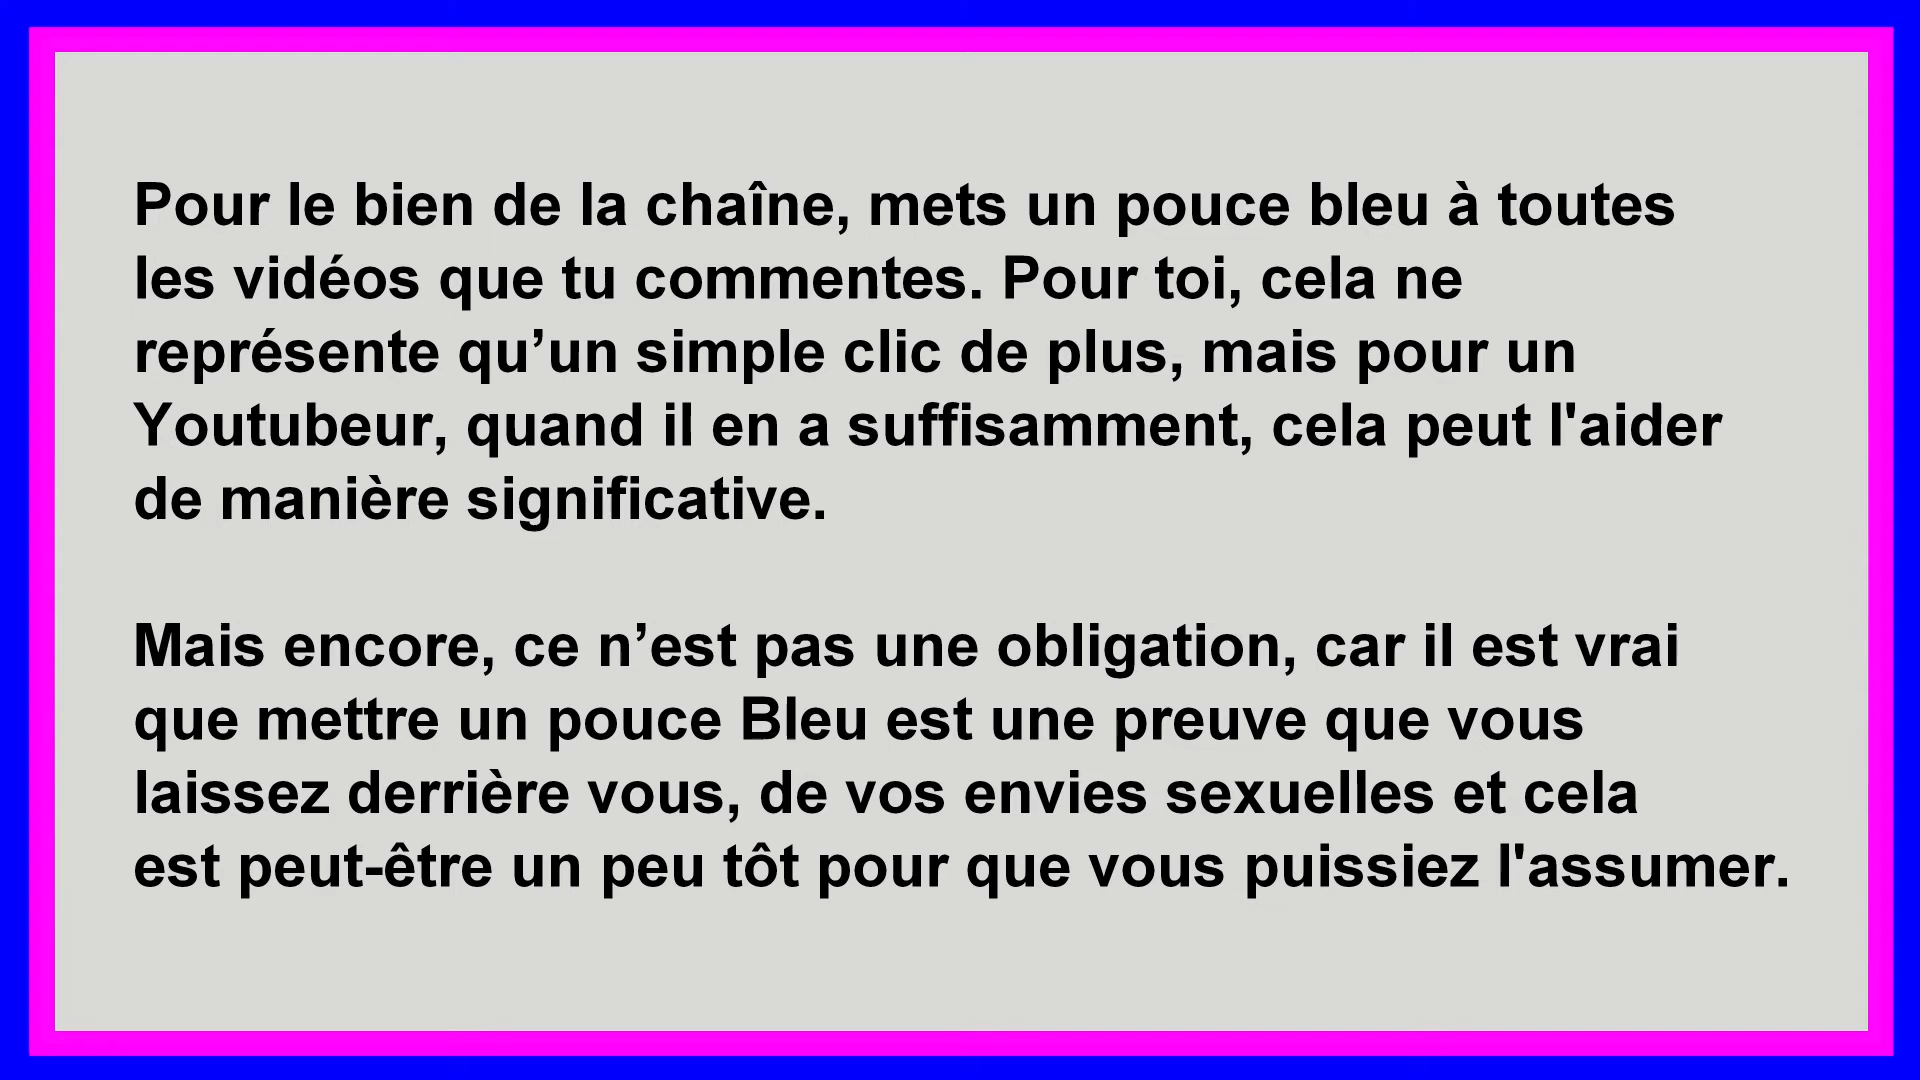 Pour le bien de la chaîne, mets un pouce bleu à toutes
les vidéos que tu commentes. Pour toi, cela ne
représente qu’un simple clic de plus, mais pour un
Youtubeur, quand il en a suffisamment, cela peut l'aider
de manière significative.
Mais encore, ce n’est pas une obligation, car il est vrai
que mettre un pouce Bleu est une preuve que vous
laissez derrière vous, de vos envies sexuelles et cela
est peut-être un peu tôt pour que vous puissiez l'assumer.